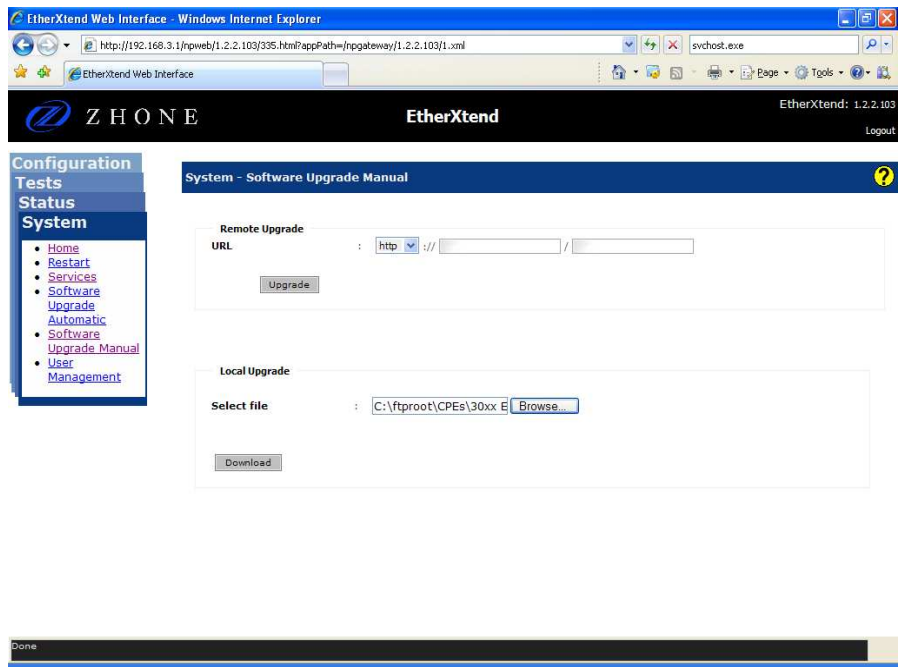 EtherXtend Web Interface - Windows Internet Explorer
http://192.168.3.1/npweb/1.2.2.103/335.html?appPath=/npgateway/1.2.2.103/1.xml
svchost.exe
EtherXtend Web Interface
Page
Tools
ZHONE
EtherXtend
EtherXtend: 1.2.2.103
Logout
Configuration
Tests
Status
System
Home
Restart
Services
Software
Upgrade
Automatic
Software
Upgrade Manual
User
Management
System - Software Upgrade Manual
?
Remote Upgrade
URL : http :// /
Upgrade
Local Upgrade
Select file : C:\ftproot\CPEs\30xx E Browse...
Download
Done